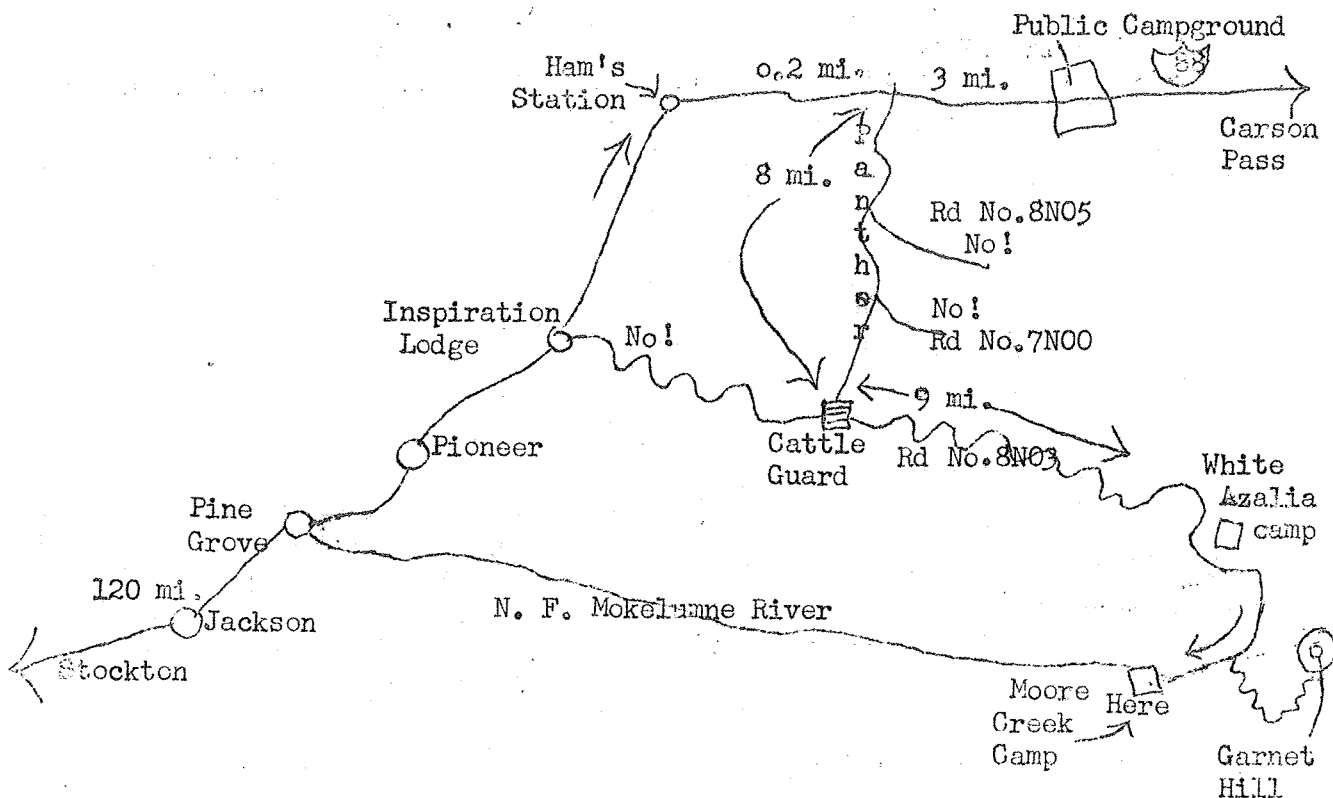 Public Campground
88
Ham's
Station
0.2 mi.
3 mi.
Carson
Pass
Panther
8 mi.
Rd No.8N05
No!
No!
Rd No.7N00
Inspiration
Lodge
No!
9 mi.
Cattle
Guard
Rd No.8N03
Pioneer
White
Azalia
camp
Pine
Grove
120 mi.
Jackson
N. F. Mokelumne River
Stockton
Moore
Creek
Camp
Here
Garnet
Hill